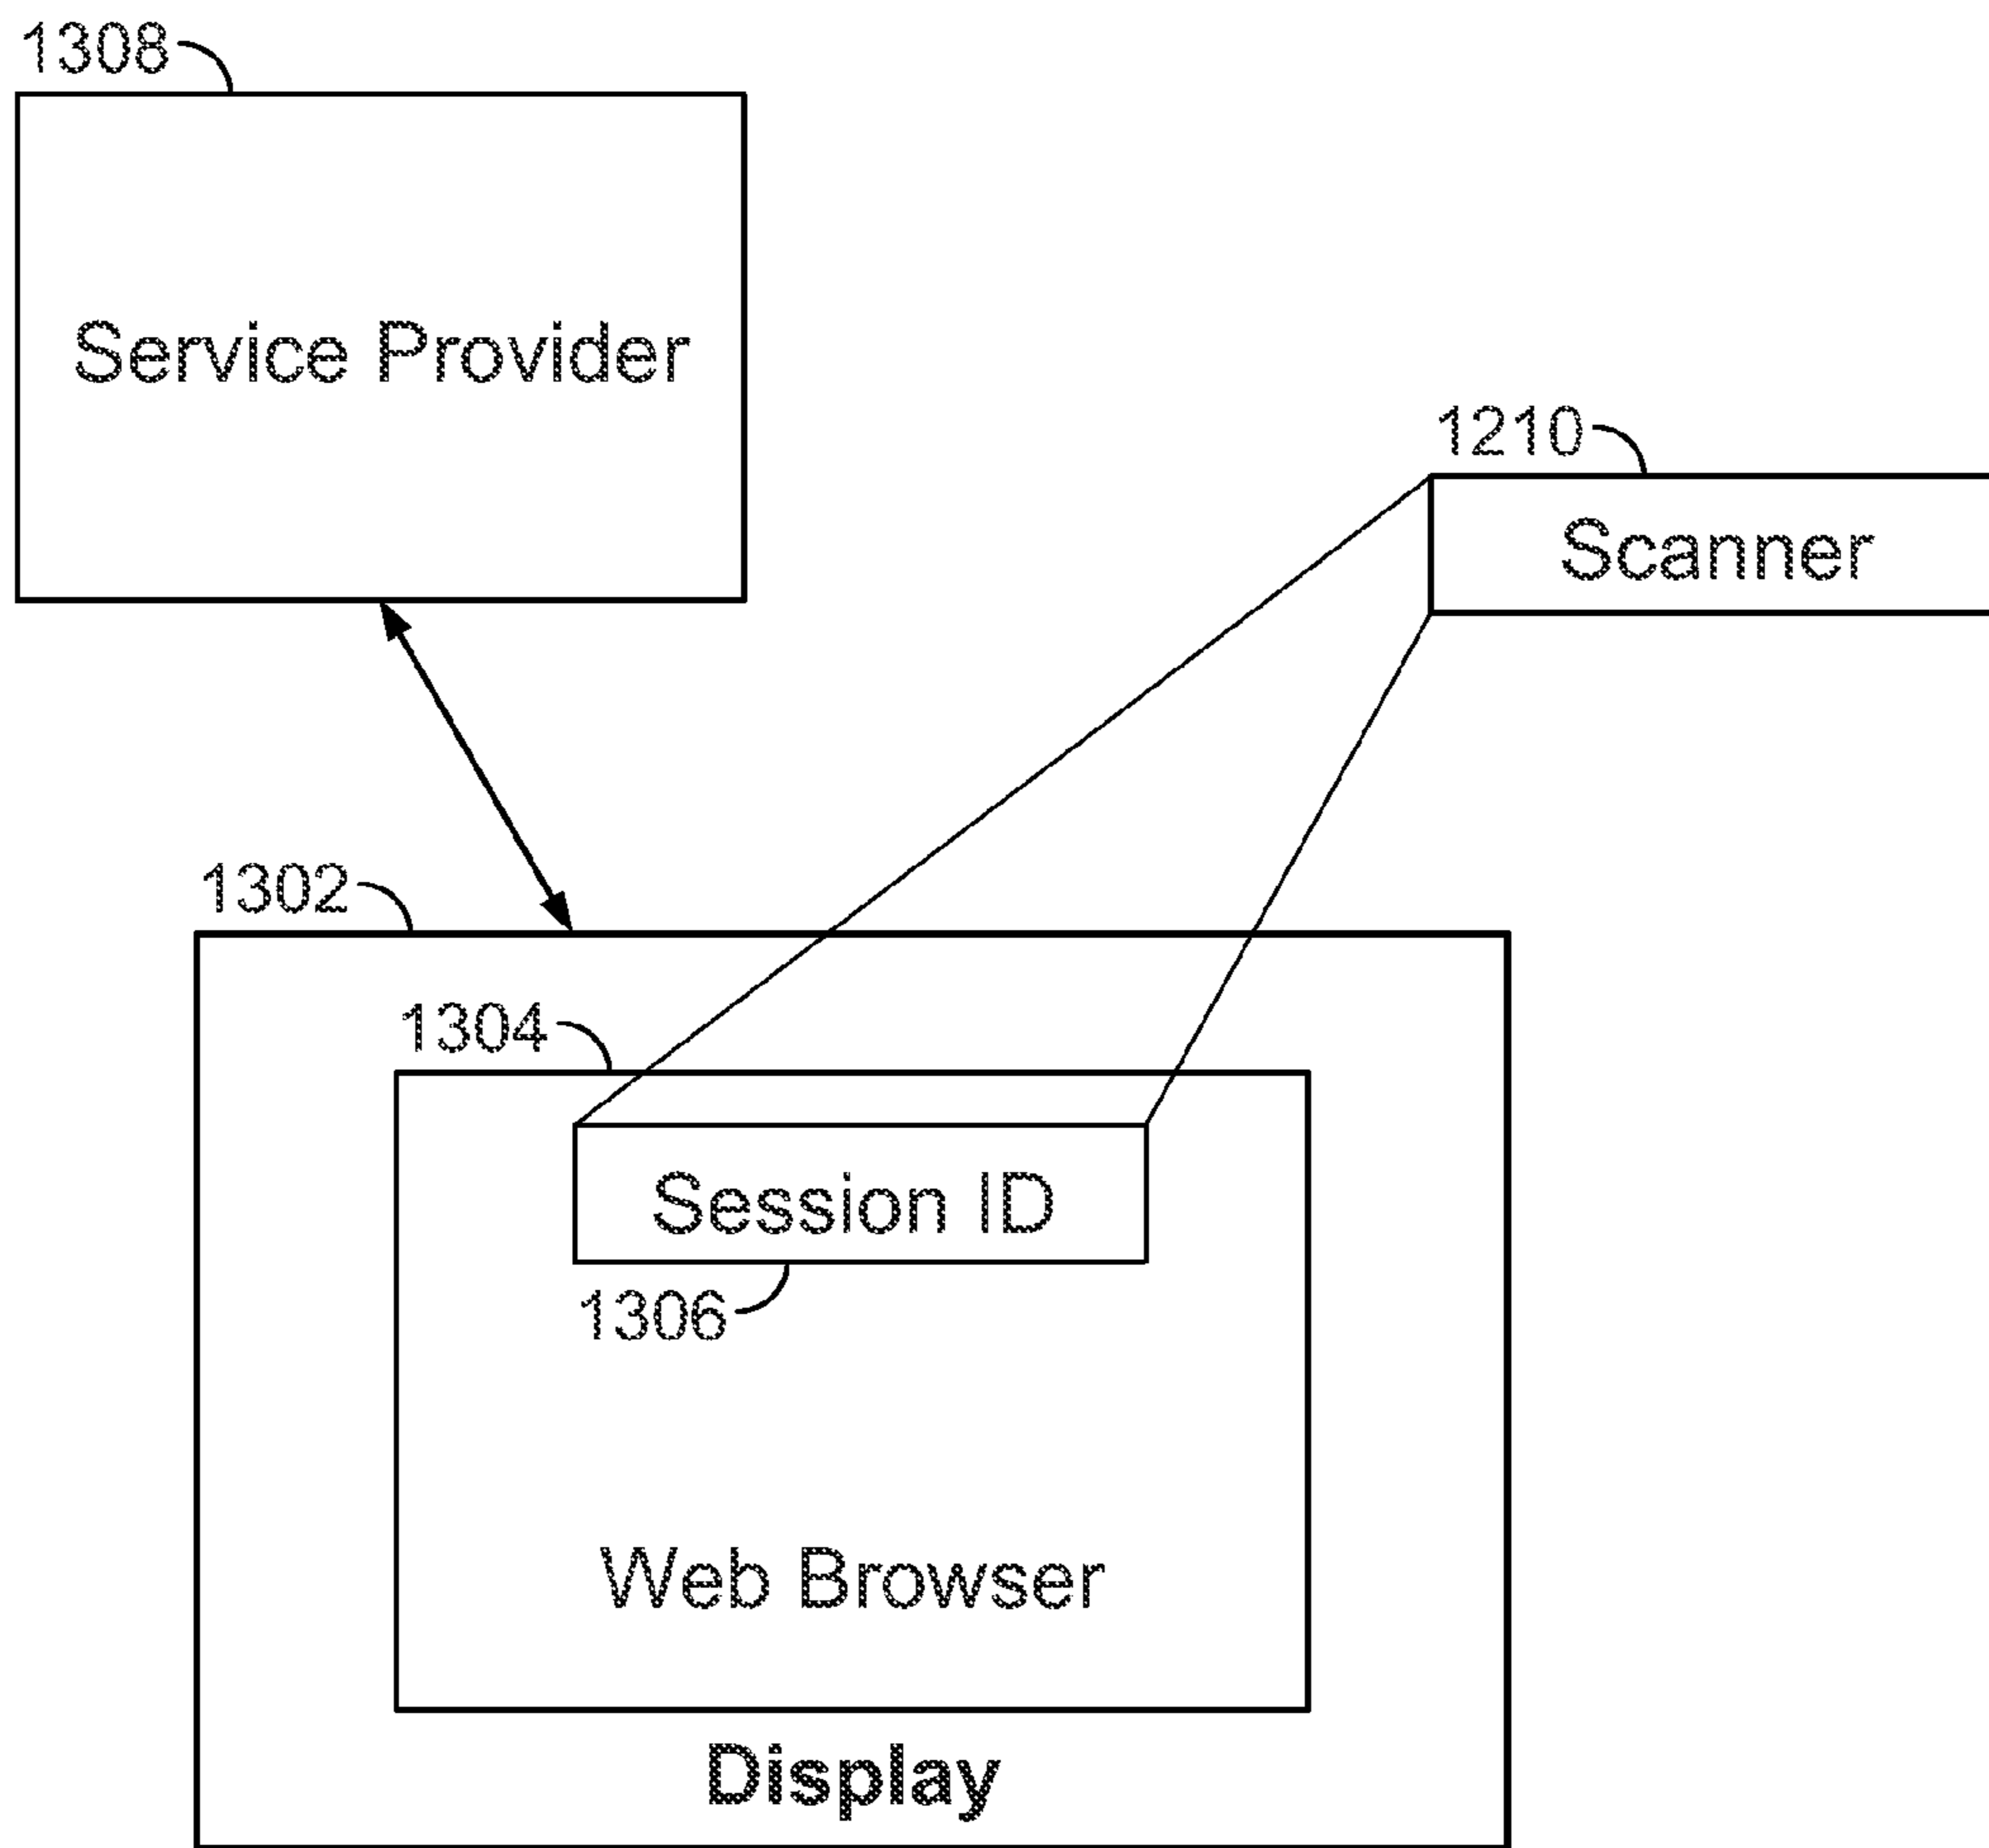 1308
Service Provider
1210
Scanner
1302
1304
Session ID
1306
Web Browser
Display